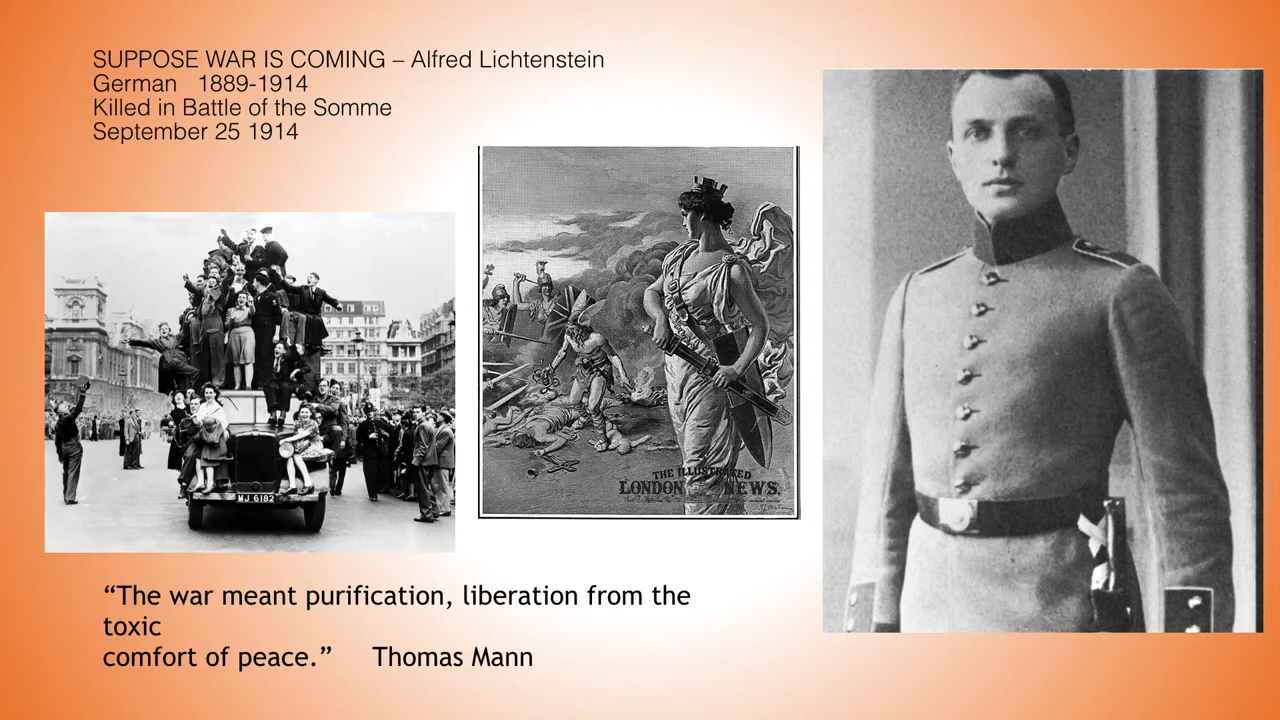 SUPPOSE WAR IS COMING – Alfred Lichtenstein
German 1889-1914
Killed in Battle of the Somme
September 25 1914
THE ILLUSTRATED
LONDON NEWS.
MJ 6182
“The war meant purification, liberation from the
toxic
comfort of peace.” Thomas Mann